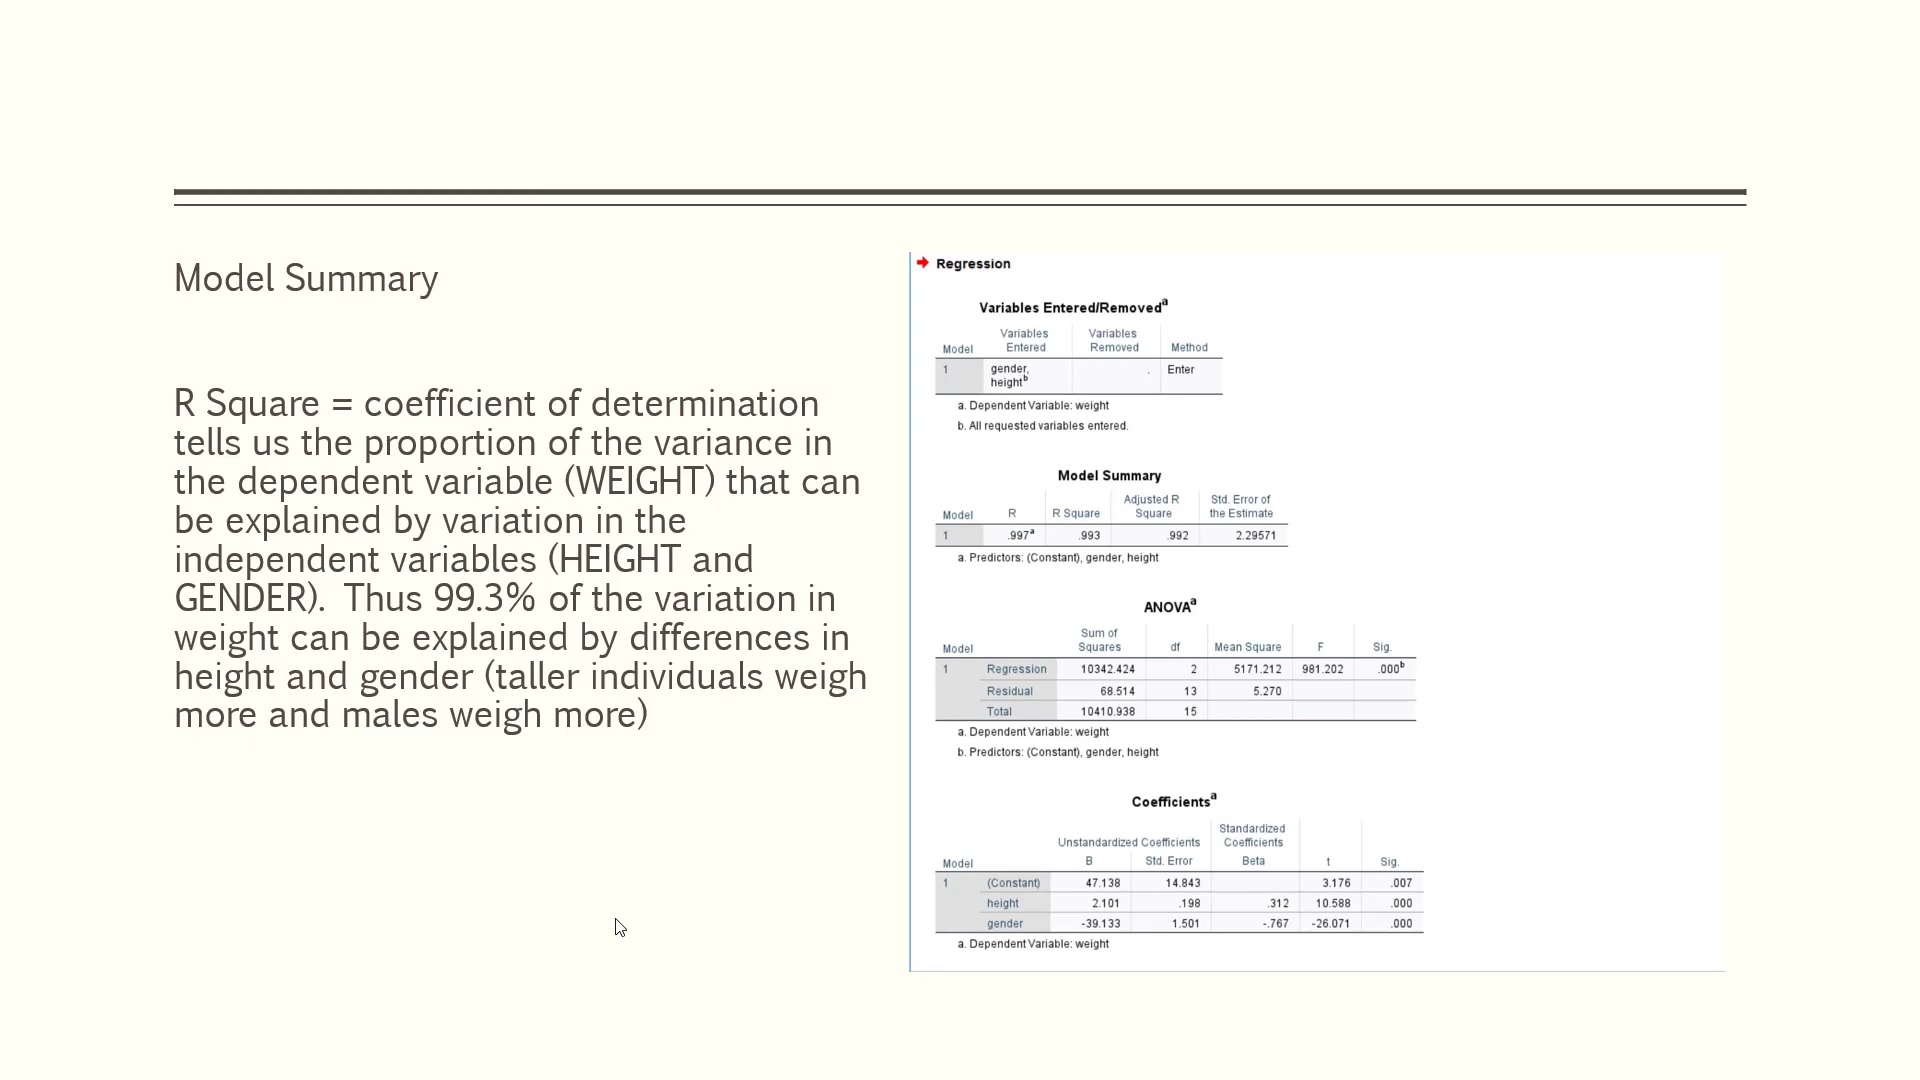 Model Summary
R Square = coefficient of determination
tells us the proportion of the variance in
the dependent variable (WEIGHT) that can
be explained by variation in the
independent variables (HEIGHT and
GENDER).  Thus 99.3% of the variation in
weight can be explained by differences in
height and gender (taller individuals weigh
more and males weigh more)
Regression
Variables Entered/Removedª
Model Variables Entered Variables Removed Method
1 gender, heightᵇ . Enter
a. Dependent Variable: weight
b. All requested variables entered.
Model Summary
Model R R Square Adjusted R Square Std. Error of the Estimate
1 .997ª .993 .992 2.29571
a. Predictors: (Constant), gender, height
ANOVAª
Model Sum of Squares df Mean Square F Sig.
1 Regression 10342.424 2 5171.212 981.202 .000ᵇ
Residual 68.514 13 5.270
Total 10410.938 15
a. Dependent Variable: weight
b. Predictors: (Constant), gender, height
Coefficientsª
Unstandardized Coefficients Standardized Coefficients
Model B Std. Error Beta t Sig.
1 (Constant) 47.138 14.843 3.176 .007
height 2.101 .198 .312 10.588 .000
gender -39.133 1.501 -.767 -26.071 .000
a. Dependent Variable: weight